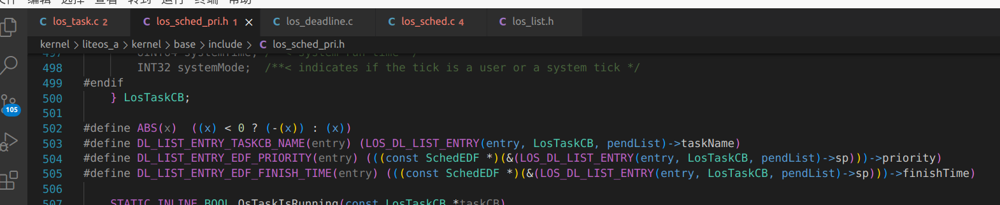 文件 编辑 选择 查看 转到 运行 终端 帮助
C los_task.c 2 C los_sched_pri.h 1 × C los_deadline.c C los_sched.c 4 C los_list.h
kernel > liteos_a > kernel > base > include > C los_sched_pri.h
498 INT32 systemMode; /**< indicates if the tick is a user or a system tick */
499 #endif
500 } LosTaskCB;
501
502 #define ABS(x) ((x) < 0 ? (-(x)) : (x))
503 #define DL_LIST_ENTRY_TASKCB_NAME(entry) (LOS_DL_LIST_ENTRY(entry, LosTaskCB, pendList)->taskName)
504 #define DL_LIST_ENTRY_EDF_PRIORITY(entry) (((const SchedEDF *)(&(LOS_DL_LIST_ENTRY(entry, LosTaskCB, pendList)->sp)))->priority)
505 #define DL_LIST_ENTRY_EDF_FINISH_TIME(entry) (((const SchedEDF *)(&(LOS_DL_LIST_ENTRY(entry, LosTaskCB, pendList)->sp)))->finishTime)
506
507 STATIC INLINE BOOL OsTaskIsRunning(const LosTaskCB *taskCB)
105